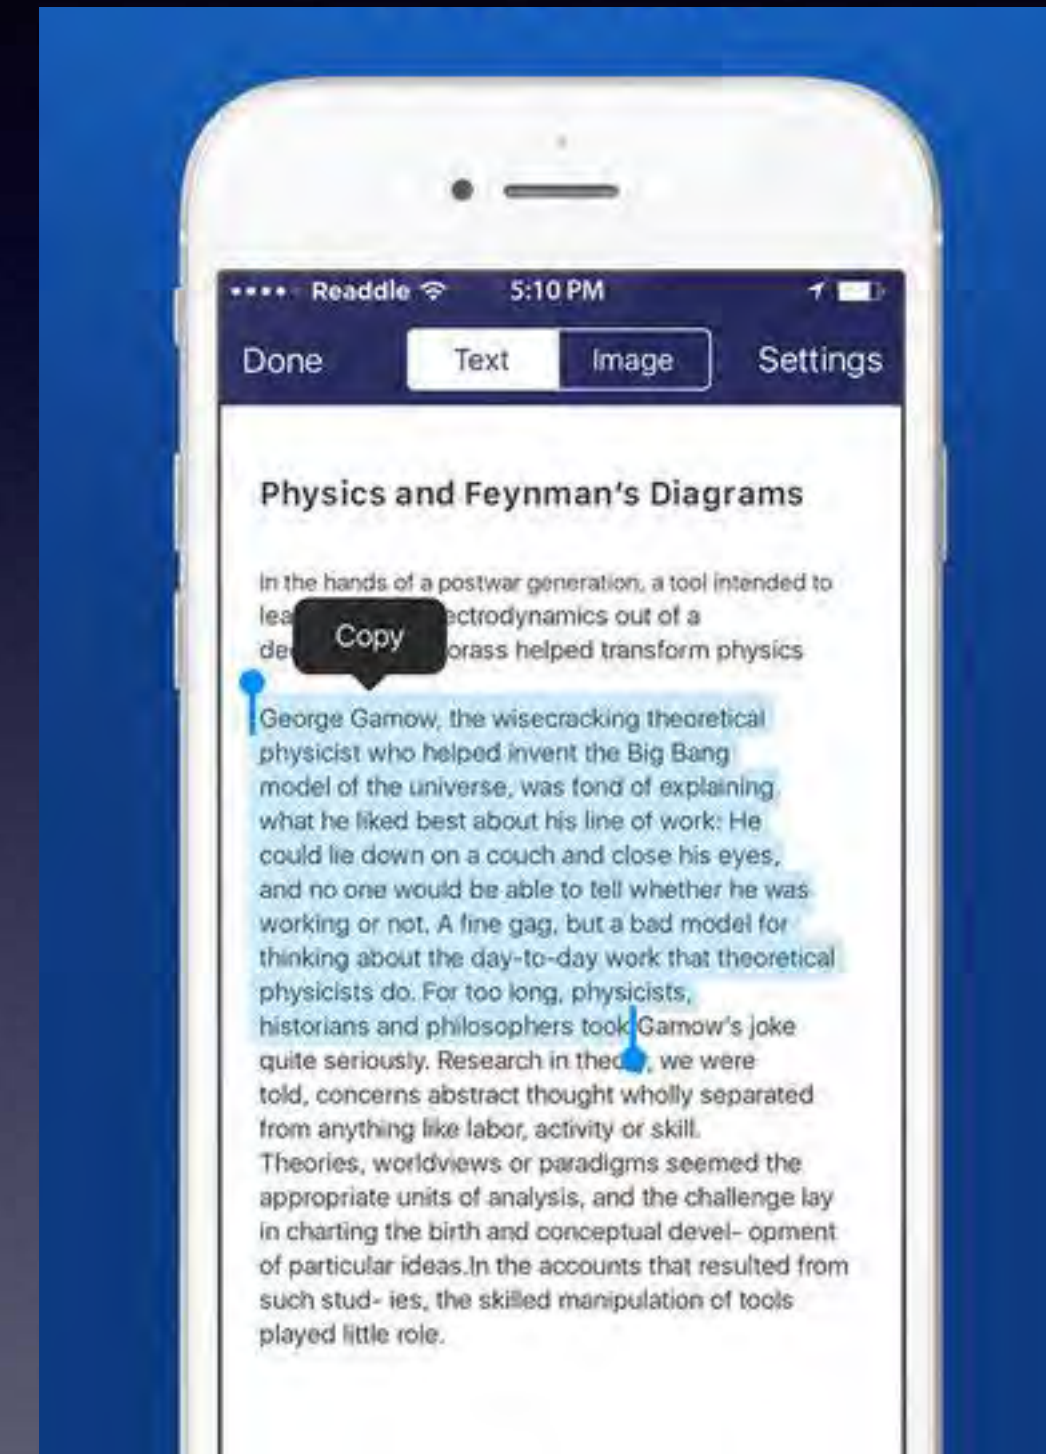 Readdle 5:10 PM
Done Text Image Settings
Physics and Feynman's Diagrams
In the hands of a postwar generation, a tool intended to
lea ectrodynamics out of a
Copy
de orass helped transform physics
George Gamow, the wisecracking theoretical
physicist who helped invent the Big Bang
model of the universe, was fond of explaining
what he liked best about his line of work: He
could lie down on a couch and close his eyes,
and no one would be able to tell whether he was
working or not. A fine gag, but a bad model for
thinking about the day-to-day work that theoretical
physicists do. For too long, physicists,
historians and philosophers took Gamow's joke
quite seriously. Research in theo , we were
told, concerns abstract thought wholly separated
from anything like labor, activity or skill.
Theories, worldviews or paradigms seemed the
appropriate units of analysis, and the challenge lay
in charting the birth and conceptual devel- opment
of particular ideas.In the accounts that resulted from
such stud- ies, the skilled manipulation of tools
played little role.